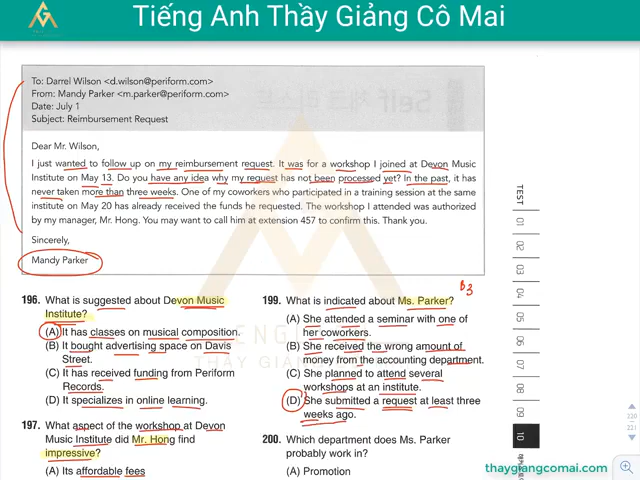 Tiếng Anh Thầy Giảng Cô Mai
To: Darrel Wilson <d.wilson@periform.com>
From: Mandy Parker <m.parker@periform.com>
Date: July 1
Subject: Reimbursement Request
Dear Mr. Wilson,
I just wanted to follow up on my reimbursement request. It was for a workshop I joined at Devon Music
Institute on May 13. Do you have any idea why my request has not been processed yet? In the past, it has
never taken more than three weeks. One of my coworkers who participated in a training session at the same
institute on May 20 has already received the funds he requested. The workshop I attended was authorized
by my manager, Mr. Hong. You may want to call him at extension 457 to confirm this. Thank you.
Sincerely,
Mandy Parker
196. What is suggested about Devon Music
Institute?
(A) It has classes on musical composition.
(B) It bought advertising space on Davis
Street.
(C) It has received funding from Periform
Records.
(D) It specializes in online learning.
197. What aspect of the workshop at Devon
Music Institute did Mr. Hong find
impressive?
(A) Its affordable fees
199. What is indicated about Ms. Parker?
(A) She attended a seminar with one of
her coworkers.
(B) She received the wrong amount of
money from the accounting department.
(C) She planned to attend several
workshops at an institute.
(D) She submitted a request at least three
weeks ago.
200. Which department does Ms. Parker
probably work in?
(A) Promotion
TEST
01
02
03
04
05
06
07
08
09
10
220
221
thaygiangcomai.com